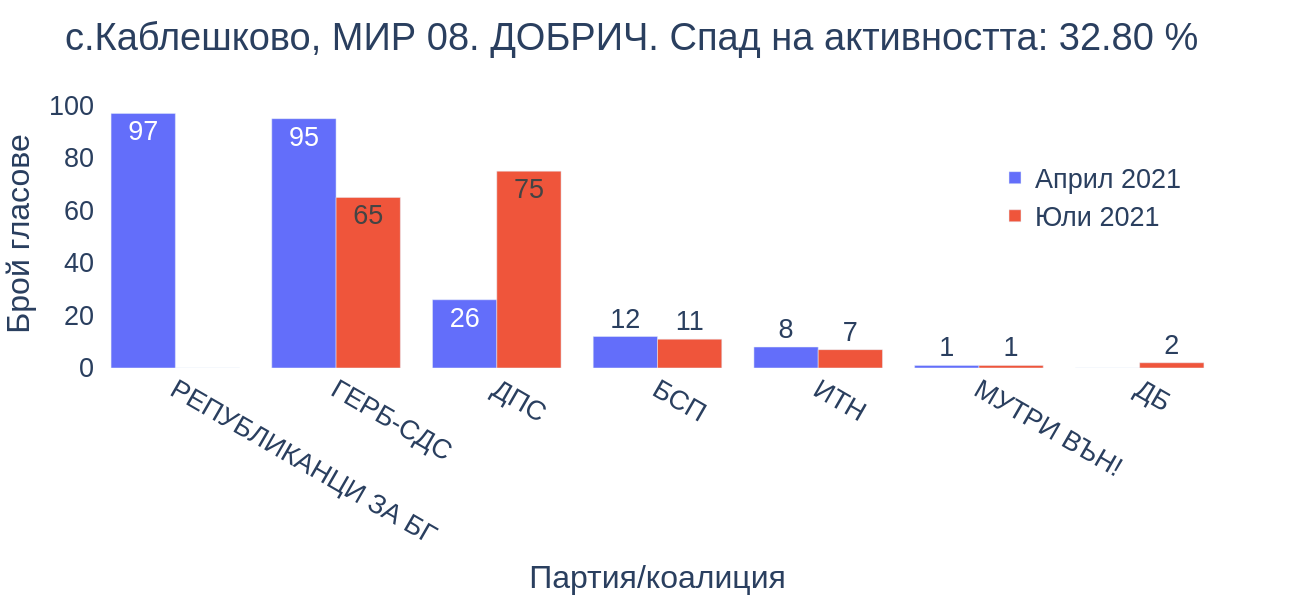 с.Каблешково, МИР 08. ДОБРИЧ. Спад на активността: 32.80 %
Брой гласове
100
80
60
40
20
0
97
95
65
26
75
12
11
8
7
1
1
2
Април 2021
Юли 2021
РЕПУБЛИКАНЦИ ЗА БГ
ГЕРБ-СДС
ДПС
БСП
ИТН
МУТРИ ВЪН!
ДБ
Партия/коалиция